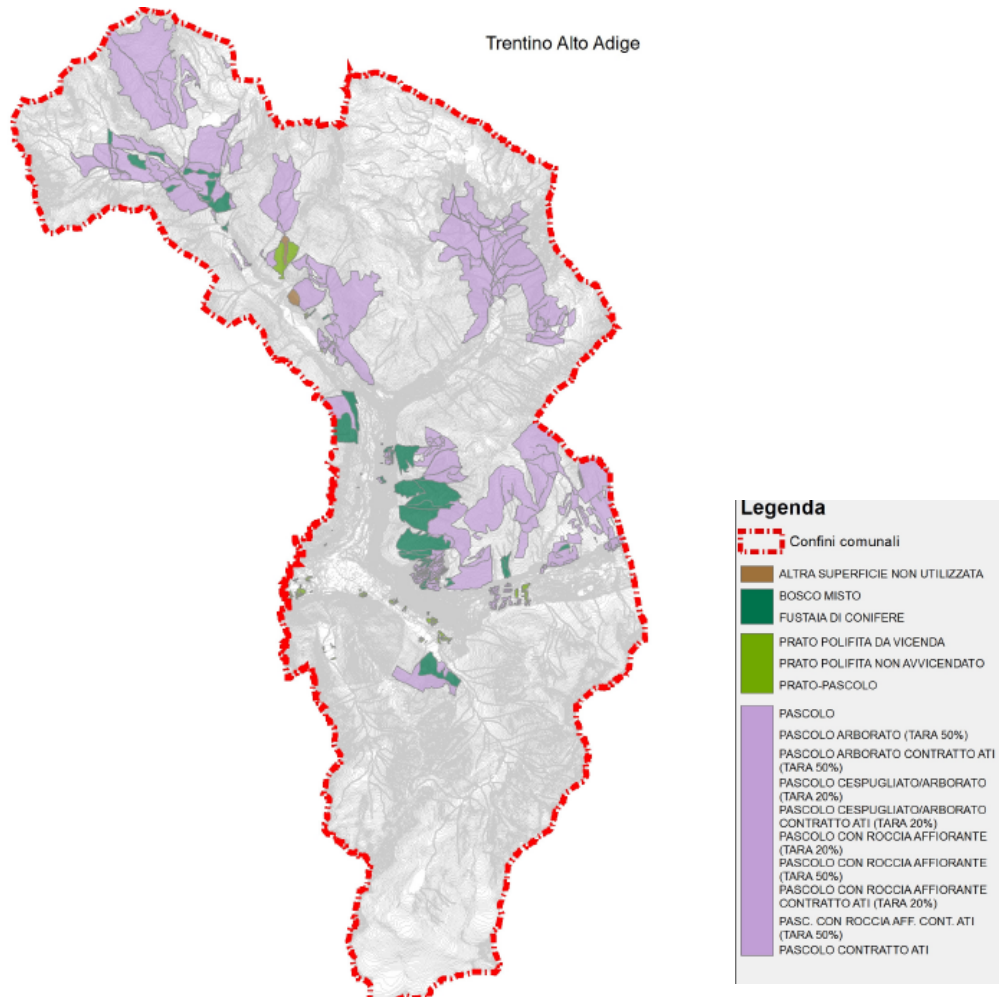 Trentino Alto Adige
Legenda
Confini comunali
ALTRA SUPERFICIE NON UTILIZZATA
BOSCO MISTO
FUSTAIA DI CONIFERE
PRATO POLIFITA DA VICENDA
PRATO POLIFITA NON AVVICENDATO
PRATO-PASCOLO
PASCOLO
PASCOLO ARBORATO (TARA 50%)
PASCOLO ARBORATO CONTRATTO ATI
(TARA 50%)
PASCOLO CESPUGLIATO/ARBORATO
(TARA 20%)
PASCOLO CESPUGLIATO/ARBORATO
CONTRATTO ATI (TARA 20%)
PASCOLO CON ROCCIA AFFIORANTE
(TARA 20%)
PASCOLO CON ROCCIA AFFIORANTE
(TARA 50%)
PASCOLO CON ROCCIA AFFIORANTE
CONTRATTO ATI (TARA 20%)
PASC. CON ROCCIA AFF. CONT. ATI
(TARA 50%)
PASCOLO CONTRATTO ATI